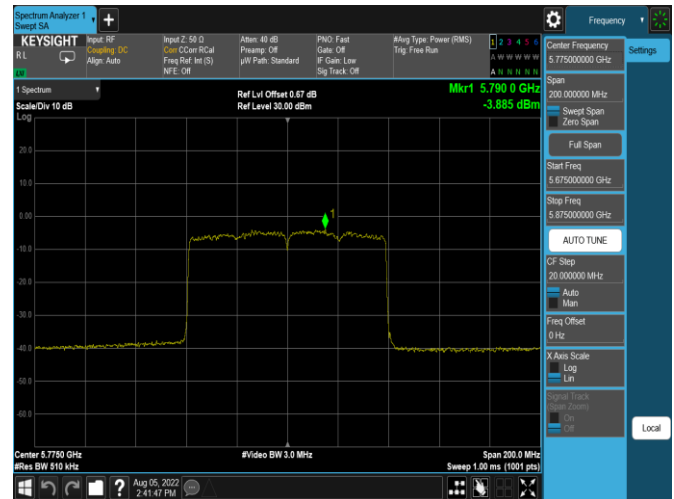 Spectrum Analyzer 1
Swept SA
Frequency
KEYSIGHT
R L
LXI
Input: RF
Coupling: DC
Align: Auto
Input Z: 50 Ω
Corr CCorr RCal
Freq Ref: Int (S)
NFE: Off
Atten: 40 dB
Preamp: Off
µW Path: Standard
PNO: Fast
Gate: Off
IF Gain: Low
Sig Track: Off
#Avg Type: Power (RMS)
Trig: Free Run
1 2 3 4 5 6
A W W W W W
A N N N N N
1 Spectrum
Scale/Div 10 dB
Log
Ref Lvl Offset 0.67 dB
Ref Level 30.00 dBm
Mkr1 5.790 0 GHz
-3.885 dBm
20.0
10.0
0.00
-10.0
-20.0
-30.0
-40.0
-50.0
-60.0
1
Center 5.7750 GHz
#Res BW 510 kHz
#Video BW 3.0 MHz
Span 200.0 MHz
Sweep 1.00 ms (1001 pts)
Center Frequency
5.775000000 GHz
Settings
Span
200.000000 MHz
Swept Span
Zero Span
Full Span
Start Freq
5.675000000 GHz
Stop Freq
5.875000000 GHz
AUTO TUNE
CF Step
20.000000 MHz
Auto
Man
Freq Offset
0 Hz
X Axis Scale
Log
Lin
Signal Track
(Span Zoom)
On
Off
Local
?
Aug 05, 2022
2:41:47 PM